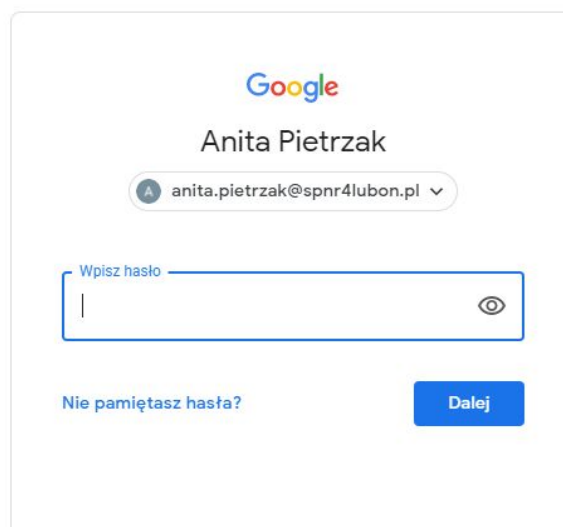 Google
Anita Pietrzak
A anita.pietrzak@spnr4lubon.pl
Wpisz hasło
Nie pamiętasz hasła?
Dalej